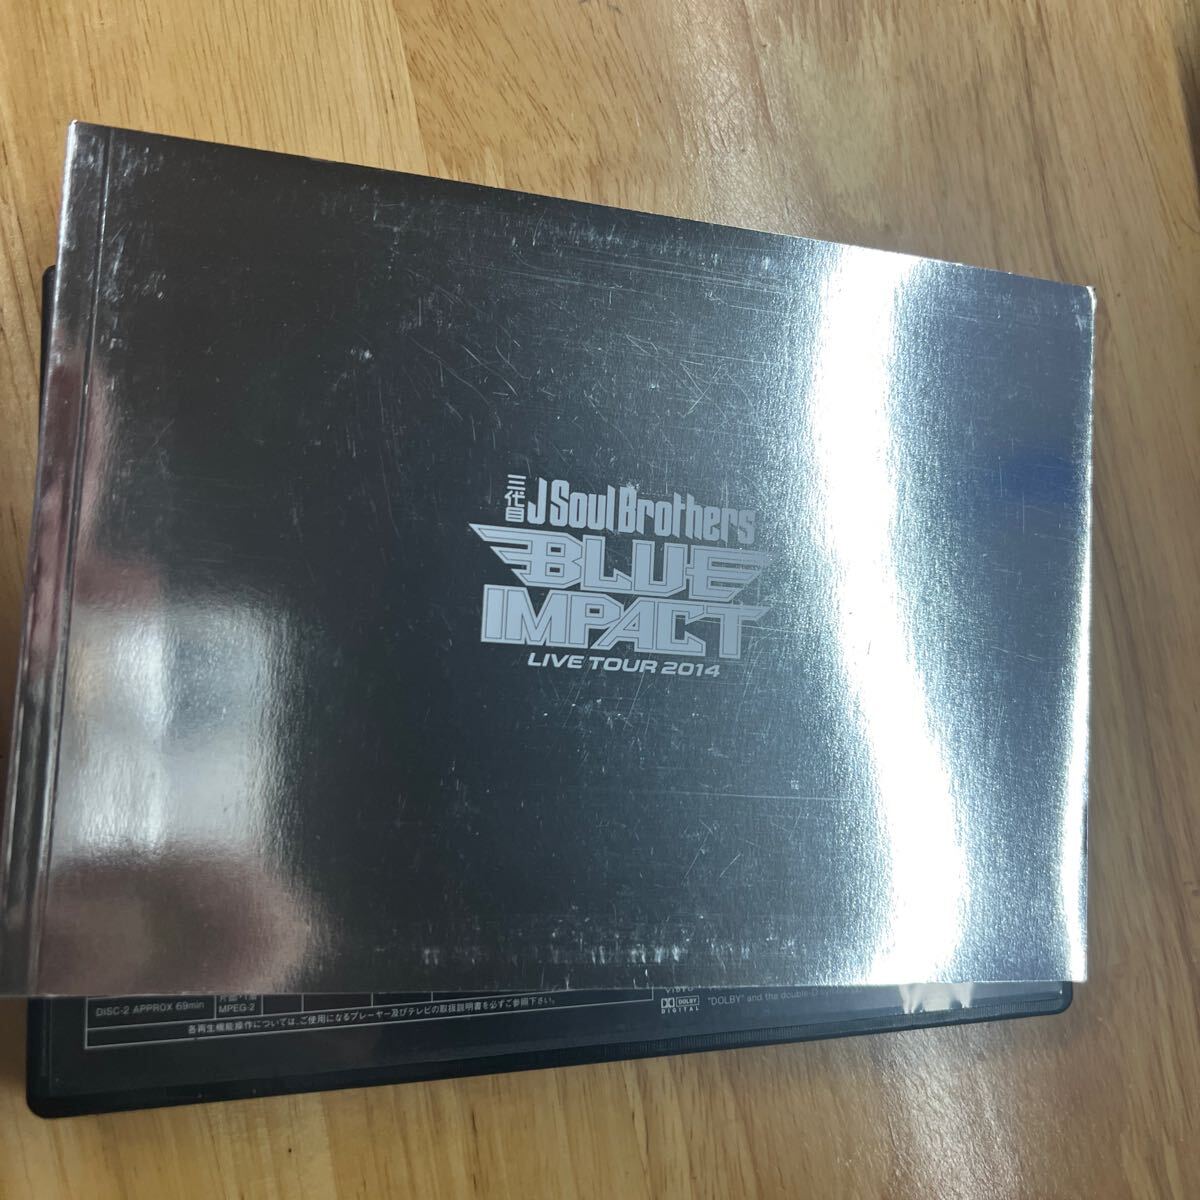 三代目
J Soul Brothers
BLUE
IMPACT
LIVE TOUR 2014
DISC-2 APPROX 69min
MPEG-2
各再生機能操作については、ご使用になるプレーヤー及びテレビの取扱説明書を必ずご参照下さい。
VIDEO
DOLBY
DIGITAL
"DOLBY" and the double-D